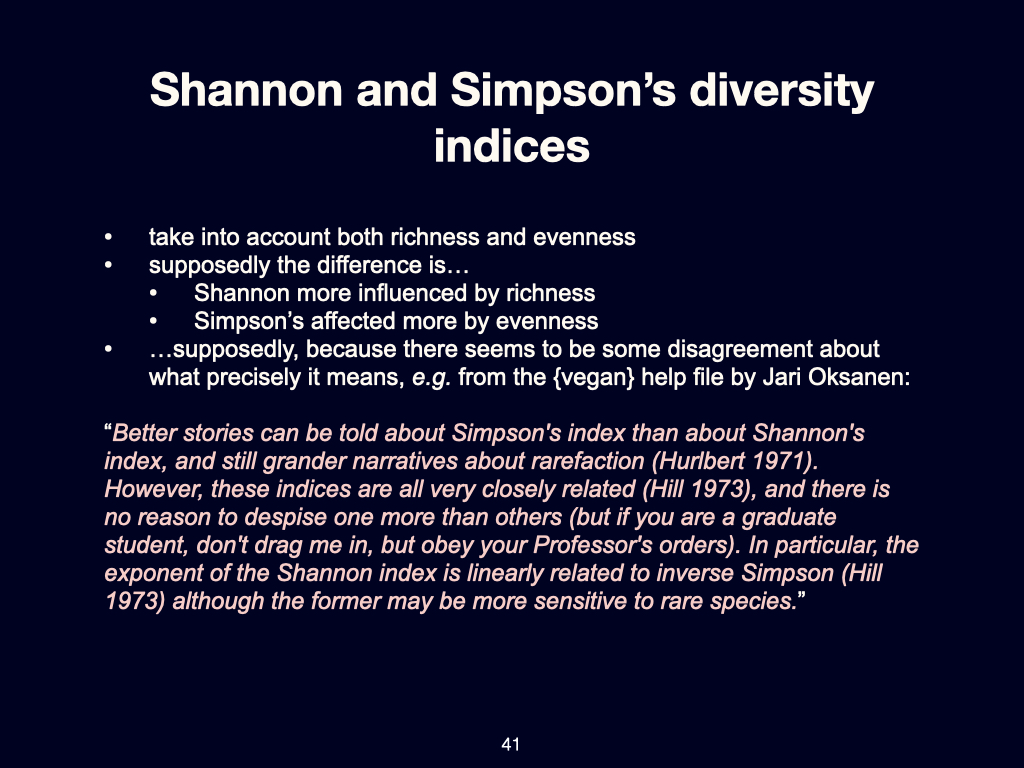 Shannon and Simpson’s diversity
indices
• take into account both richness and evenness
• supposedly the difference is…
• Shannon more influenced by richness
• Simpson’s affected more by evenness
• …supposedly, because there seems to be some disagreement about
what precisely it means, e.g. from the {vegan} help file by Jari Oksanen:
“Better stories can be told about Simpson's index than about Shannon's
index, and still grander narratives about rarefaction (Hurlbert 1971).
However, these indices are all very closely related (Hill 1973), and there is
no reason to despise one more than others (but if you are a graduate
student, don't drag me in, but obey your Professor's orders). In particular, the
exponent of the Shannon index is linearly related to inverse Simpson (Hill
1973) although the former may be more sensitive to rare species.”
41